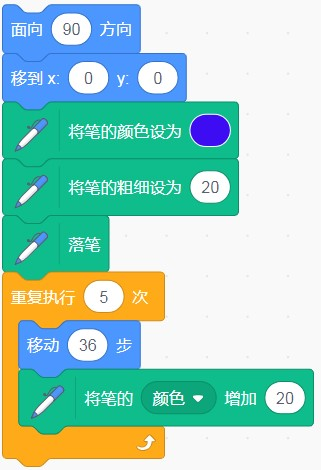 面向 90 方向
移到 x: 0 y: 0
将笔的颜色设为
将笔的粗细设为 20
落笔
重复执行 5 次
移动 36 步
将笔的 颜色 增加 20